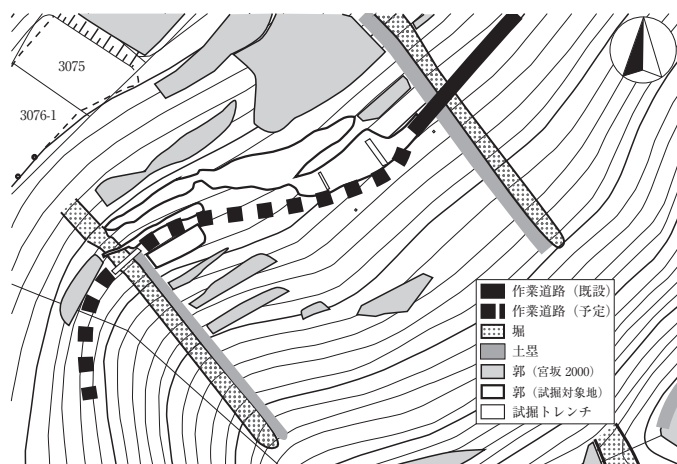 3075
3076-1
作業道路（既設）
作業道路（予定）
堀
土塁
郭（宮坂 2000）
郭（試掘対象地）
試掘トレンチ